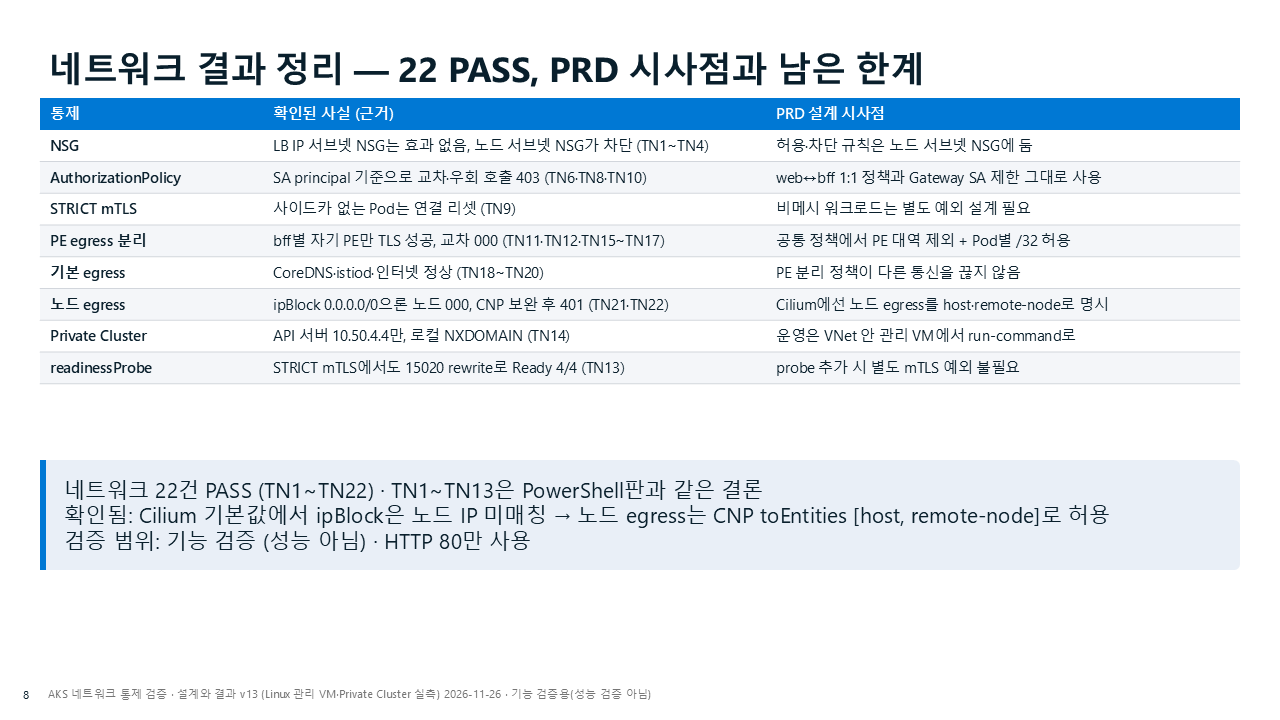 네트워크 결과 정리 — 22 PASS, PRD 시사점과 남은 한계
통제 확인된 사실 (근거) PRD 설계 시사점
NSG LB IP 서브넷 NSG는 효과 없음, 노드 서브넷 NSG가 차단 (TN1~TN4) 허용·차단 규칙은 노드 서브넷 NSG에 둠
AuthorizationPolicy SA principal 기준으로 교차·우회 호출 403 (TN6·TN8·TN10) web↔bff 1:1 정책과 Gateway SA 제한 그대로 사용
STRICT mTLS 사이드카 없는 Pod는 연결 리셋 (TN9) 비메시 워크로드는 별도 예외 설계 필요
PE egress 분리 bff별 자기 PE만 TLS 성공, 교차 000 (TN11·TN12·TN15~TN17) 공통 정책에서 PE 대역 제외 + Pod별 /32 허용
기본 egress CoreDNS·istiod·인터넷 정상 (TN18~TN20) PE 분리 정책이 다른 통신을 끊지 않음
노드 egress ipBlock 0.0.0.0/0으론 노드 000, CNP 보완 후 401 (TN21·TN22) Cilium에선 노드 egress를 host·remote-node로 명시
Private Cluster API 서버 10.50.4.4만, 로컬 NXDOMAIN (TN14) 운영은 VNet 안 관리 VM에서 run-command로
readinessProbe STRICT mTLS에서도 15020 rewrite로 Ready 4/4 (TN13) probe 추가 시 별도 mTLS 예외 불필요
네트워크 22건 PASS (TN1~TN22) · TN1~TN13은 PowerShell판과 같은 결론
확인됨: Cilium 기본값에서 ipBlock은 노드 IP 미매칭 → 노드 egress는 CNP toEntities [host, remote-node]로 허용
검증 범위: 기능 검증 (성능 아님) · HTTP 80만 사용
8 AKS 네트워크 통제 검증 · 설계와 결과 v13 (Linux 관리 VM·Private Cluster 실측) 2026-11-26 · 기능 검증용(성능 검증 아님)